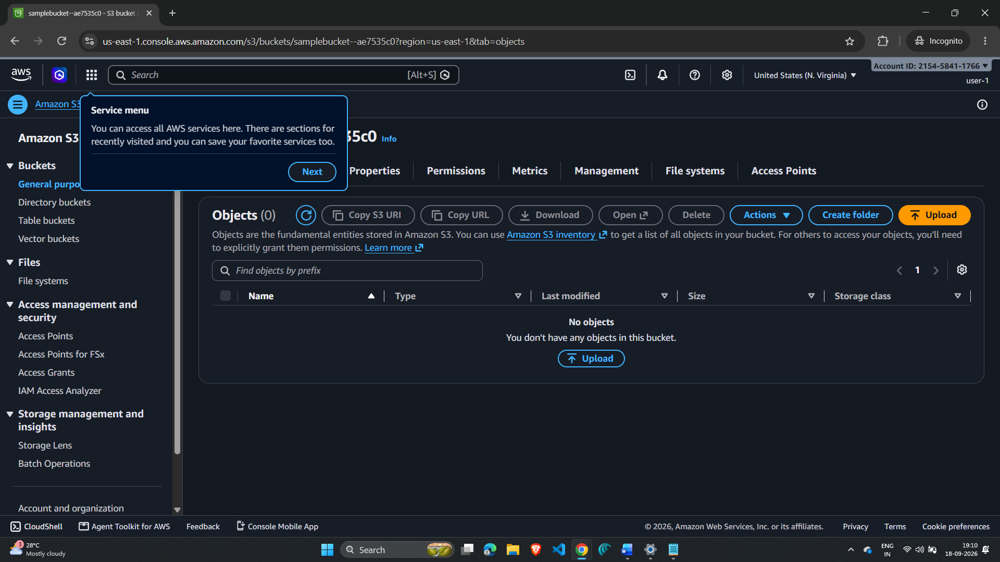 samplebucket--ae7535c0 - S3 bucket
us-east-1.console.aws.amazon.com/s3/buckets/samplebucket--ae7535c0?region=us-east-1&tab=objects
Incognito
aws
Search
[Alt+S]
United States (N. Virginia)
Account ID: 2154-5841-1766
user-1
Amazon S3
Service menu
You can access all AWS services here. There are sections for
recently visited and you can save your favorite services too.
Next
35c0 Info
Amazon S3
Buckets
General purpo
Directory buckets
Table buckets
Vector buckets
Files
File systems
Access management and
security
Access Points
Access Points for FSx
Access Grants
IAM Access Analyzer
Storage management and
insights
Storage Lens
Batch Operations
Account and organization
Properties
Permissions
Metrics
Management
File systems
Access Points
Objects (0)
Copy S3 URI
Copy URL
Download
Open
Delete
Actions
Create folder
Upload
Objects are the fundamental entities stored in Amazon S3. You can use Amazon S3 inventory to get a list of all objects in your bucket. For others to access your objects, you'll need
to explicitly grant them permissions. Learn more
Find objects by prefix
1
Name
Type
Last modified
Size
Storage class
No objects
You don't have any objects in this bucket.
Upload
CloudShell
Agent Toolkit for AWS
Feedback
Console Mobile App
© 2026, Amazon Web Services, Inc. or its affiliates.
Privacy
Terms
Cookie preferences
3
28°C
Mostly cloudy
Search
ENG
IN
19:10
18-09-2026